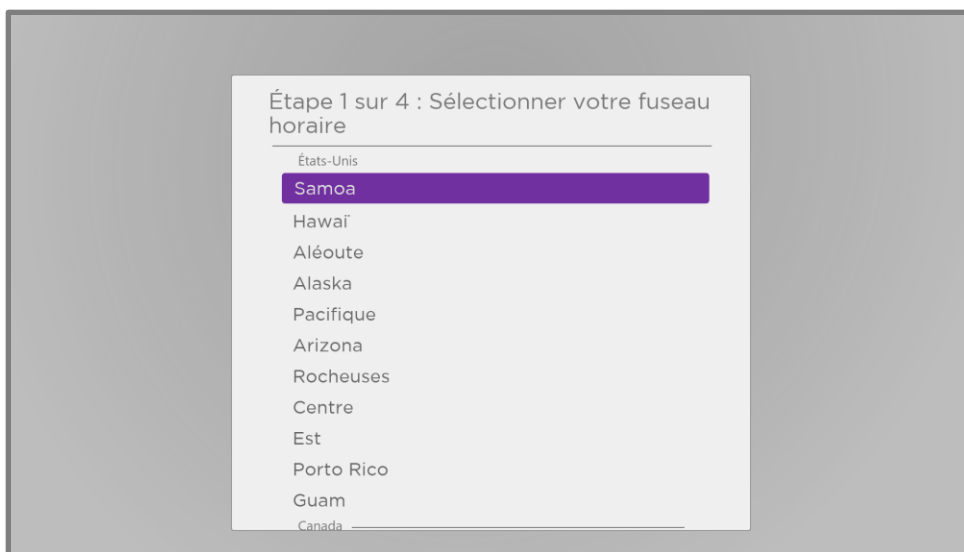 Étape 1 sur 4 : Sélectionner votre fuseau
horaire
États-Unis
Samoa
Hawaï
Aléoute
Alaska
Pacifique
Arizona
Rocheuses
Centre
Est
Porto Rico
Guam
Canada